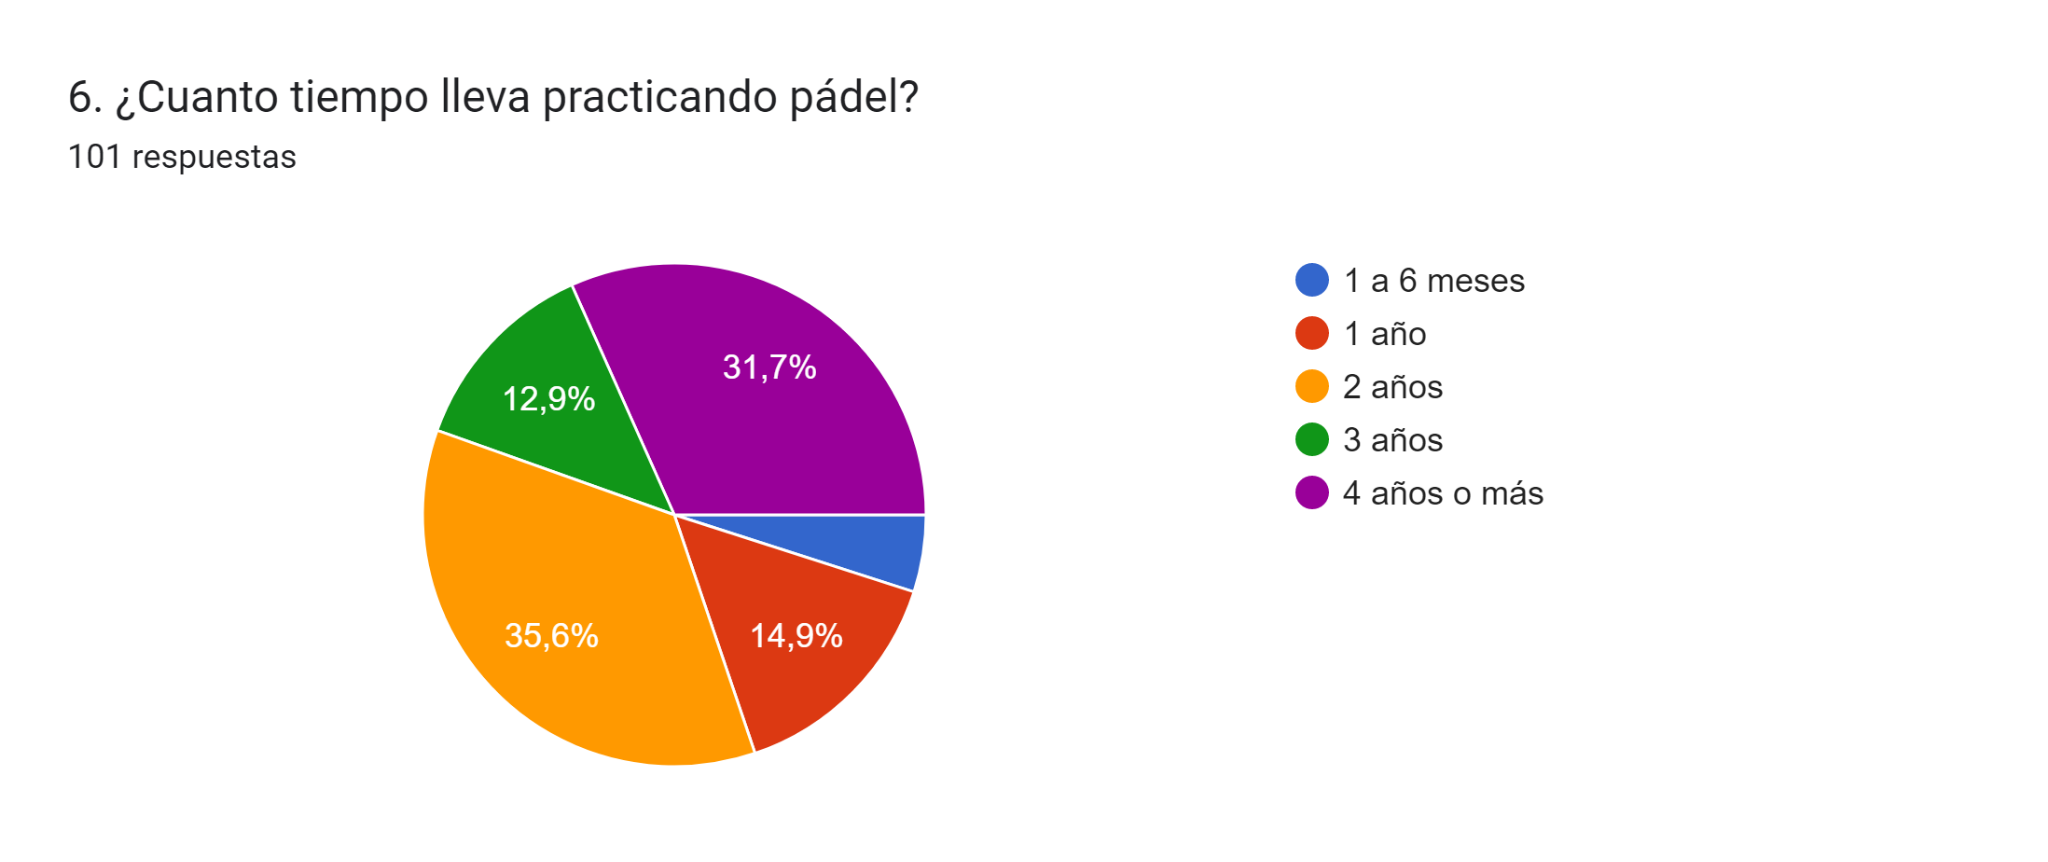 6. ¿Cuanto tiempo lleva practicando pádel?
101 respuestas
31,7%
12,9%
35,6%
14,9%
1 a 6 meses
1 año
2 años
3 años
4 años o más